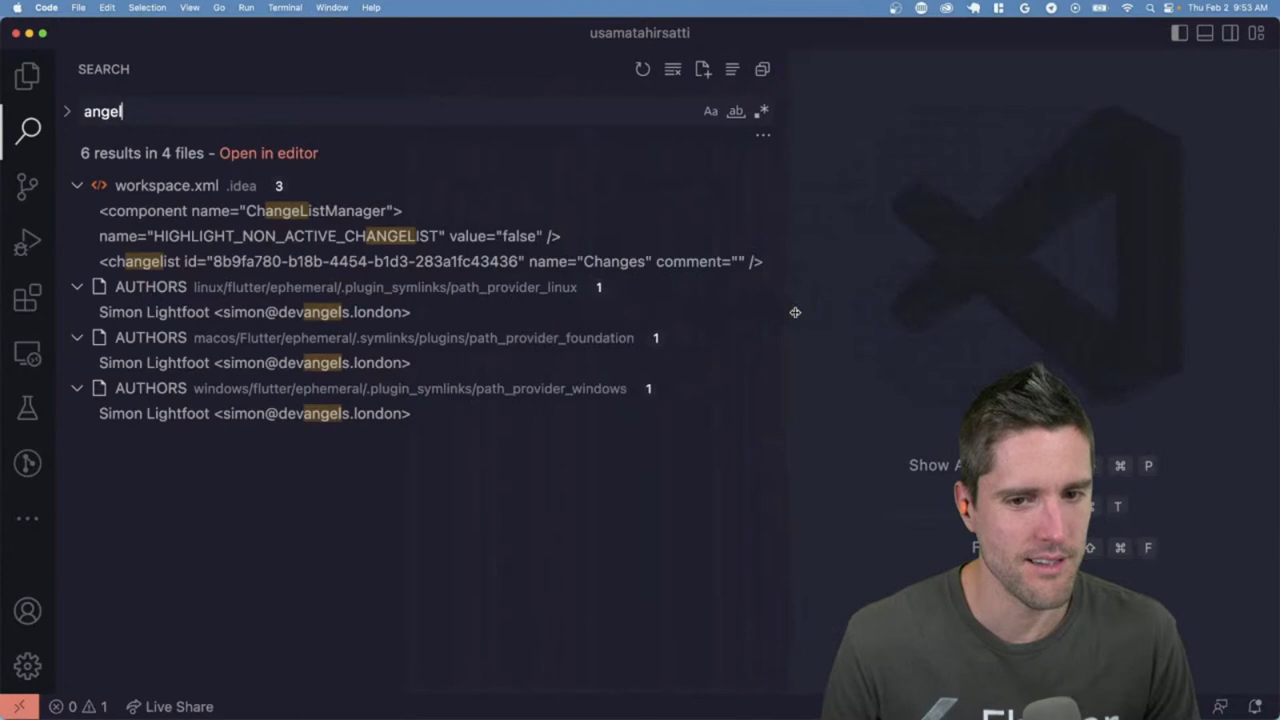 Code File Edit Selection View Go Run Terminal Window Help Thu Feb 2 9:53 AM
usamatahirsatti
SEARCH
angel
Aa ab
6 results in 4 files - Open in editor
workspace.xml .idea 3
<component name="ChangeListManager">
name="HIGHLIGHT_NON_ACTIVE_CHANGELIST" value="false" />
<changelist id="8b9fa780-b18b-4454-b1d3-283a1fc43436" name="Changes" comment="" />
AUTHORS linux/flutter/ephemeral/.plugin_symlinks/path_provider_linux 1
Simon Lightfoot <simon@devangels.london>
AUTHORS macos/Flutter/ephemeral/.symlinks/plugins/path_provider_foundation 1
Simon Lightfoot <simon@devangels.london>
AUTHORS windows/flutter/ephemeral/.plugin_symlinks/path_provider_windows 1
Simon Lightfoot <simon@devangels.london>
Show ⌘ P
T
⇧ ⌘ F
0 1 Live Share